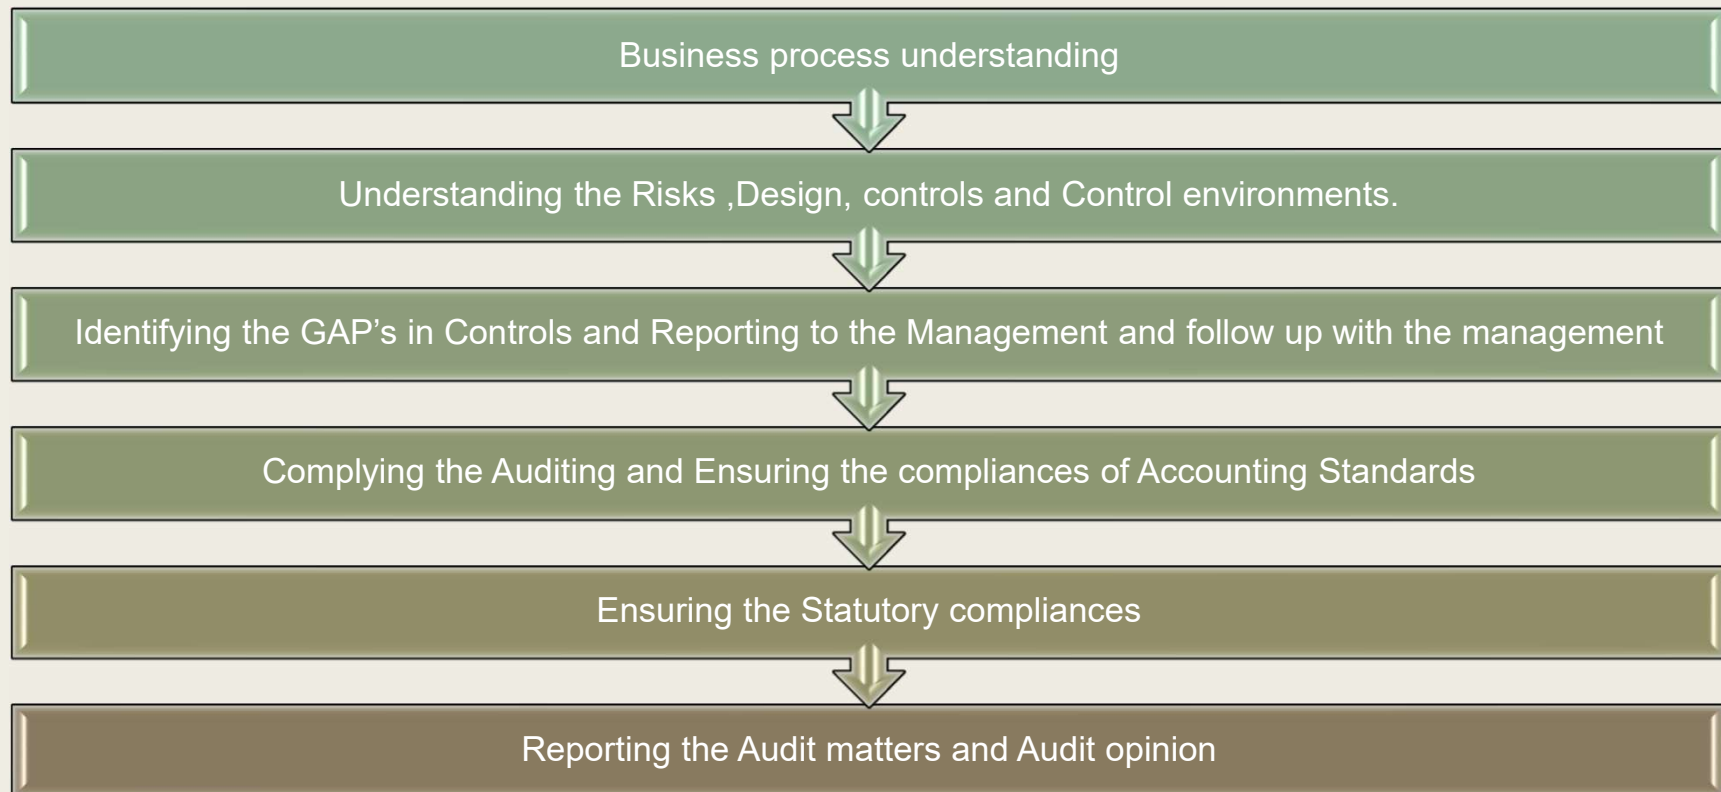 Business process understanding
Understanding the Risks ,Design, controls and Control environments.
Identifying the GAP’s in Controls and Reporting to the Management and follow up with the management
Complying the Auditing and Ensuring the compliances of Accounting Standards
Ensuring the Statutory compliances
Reporting the Audit matters and Audit opinion